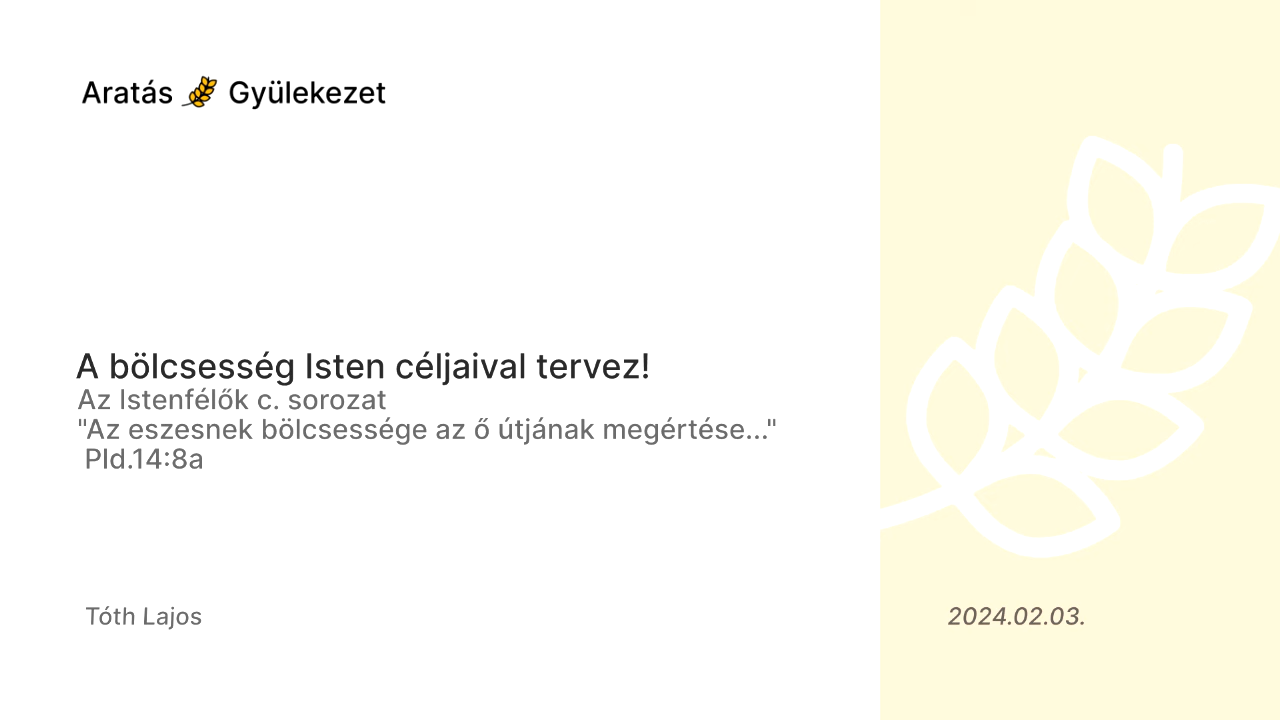 Aratás Gyülekezet
A bölcsesség Isten céljaival tervez!
Az Istenfélők c. sorozat
"Az eszesnek bölcsessége az ő útjának megértése..."
Pld.14:8a
Tóth Lajos
2024.02.03.